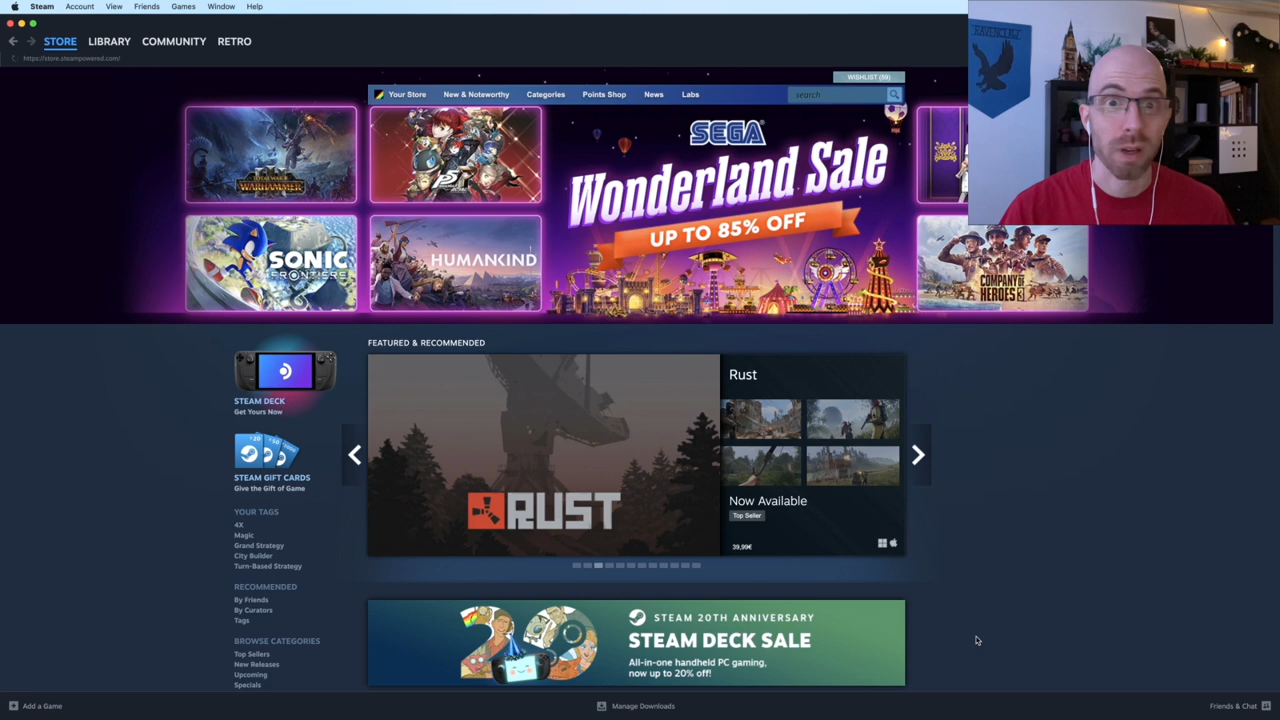 Steam Account View Friends Games Window Help
STORE LIBRARY COMMUNITY RETRO
https://store.steampowered.com/
RAVENCLAW
WISHLIST (59)
Your Store New & Noteworthy Categories Points Shop News Labs search
TOTAL WAR
WARHAMMER
P5
SEGA
Wonderland Sale
UP TO 85% OFF
SONIC
FRONTIERS
HUMANKIND
COMPANY
OF
HEROES 3
FEATURED & RECOMMENDED
STEAM DECK
Get Yours Now
STEAM GIFT CARDS
Give the Gift of Game
YOUR TAGS
4X
Magic
Grand Strategy
City Builder
Turn-Based Strategy
RECOMMENDED
By Friends
By Curators
Tags
BROWSE CATEGORIES
Top Sellers
New Releases
Upcoming
Specials
RUST
Rust
Now Available
Top Seller
39,99€
20
STEAM 20TH ANNIVERSARY
STEAM DECK SALE
All-in-one handheld PC gaming,
now up to 20% off!
Add a Game
Manage Downloads
Friends & Chat